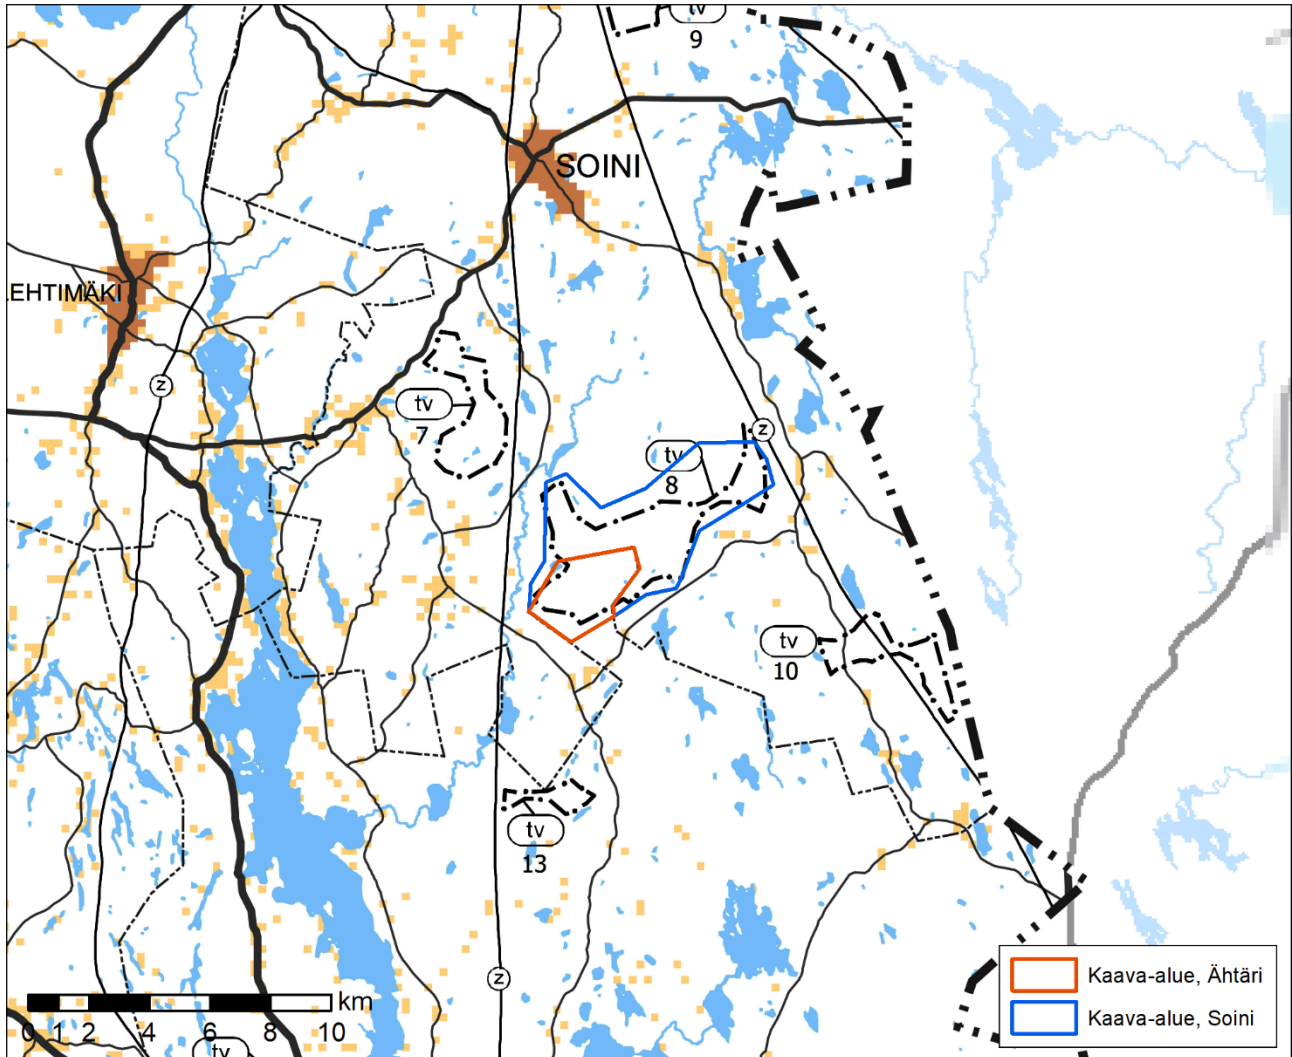 tv
9
SOINI
LEHTIMÄKI
z
tv
7
z
tv
8
tv
10
tv
13
z
km
0 1 2 4 6 8 10
tv
Kaava-alue, Ähtäri
Kaava-alue, Soini